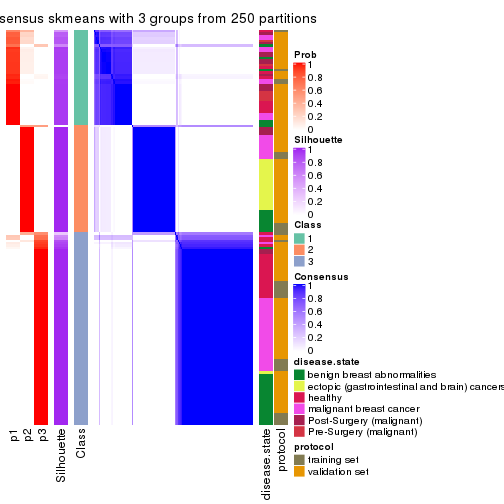 sensus skmeans with 3 groups from 250 partitions
Prob
1
0.8
0.6
0.4
0.2
0
Silhouette
1
0.8
0.6
0.4
0.2
0
Class
1
2
3
Consensus
1
0.8
0.6
0.4
0.2
0
disease.state
benign breast abnormalities
ectopic (gastrointestinal and brain) cancers
healthy
malignant breast cancer
Post-Surgery (malignant)
Pre-Surgery (malignant)
protocol
training set
validation set
p1
p2
p3
Silhouette
Class
disease.state
protocol